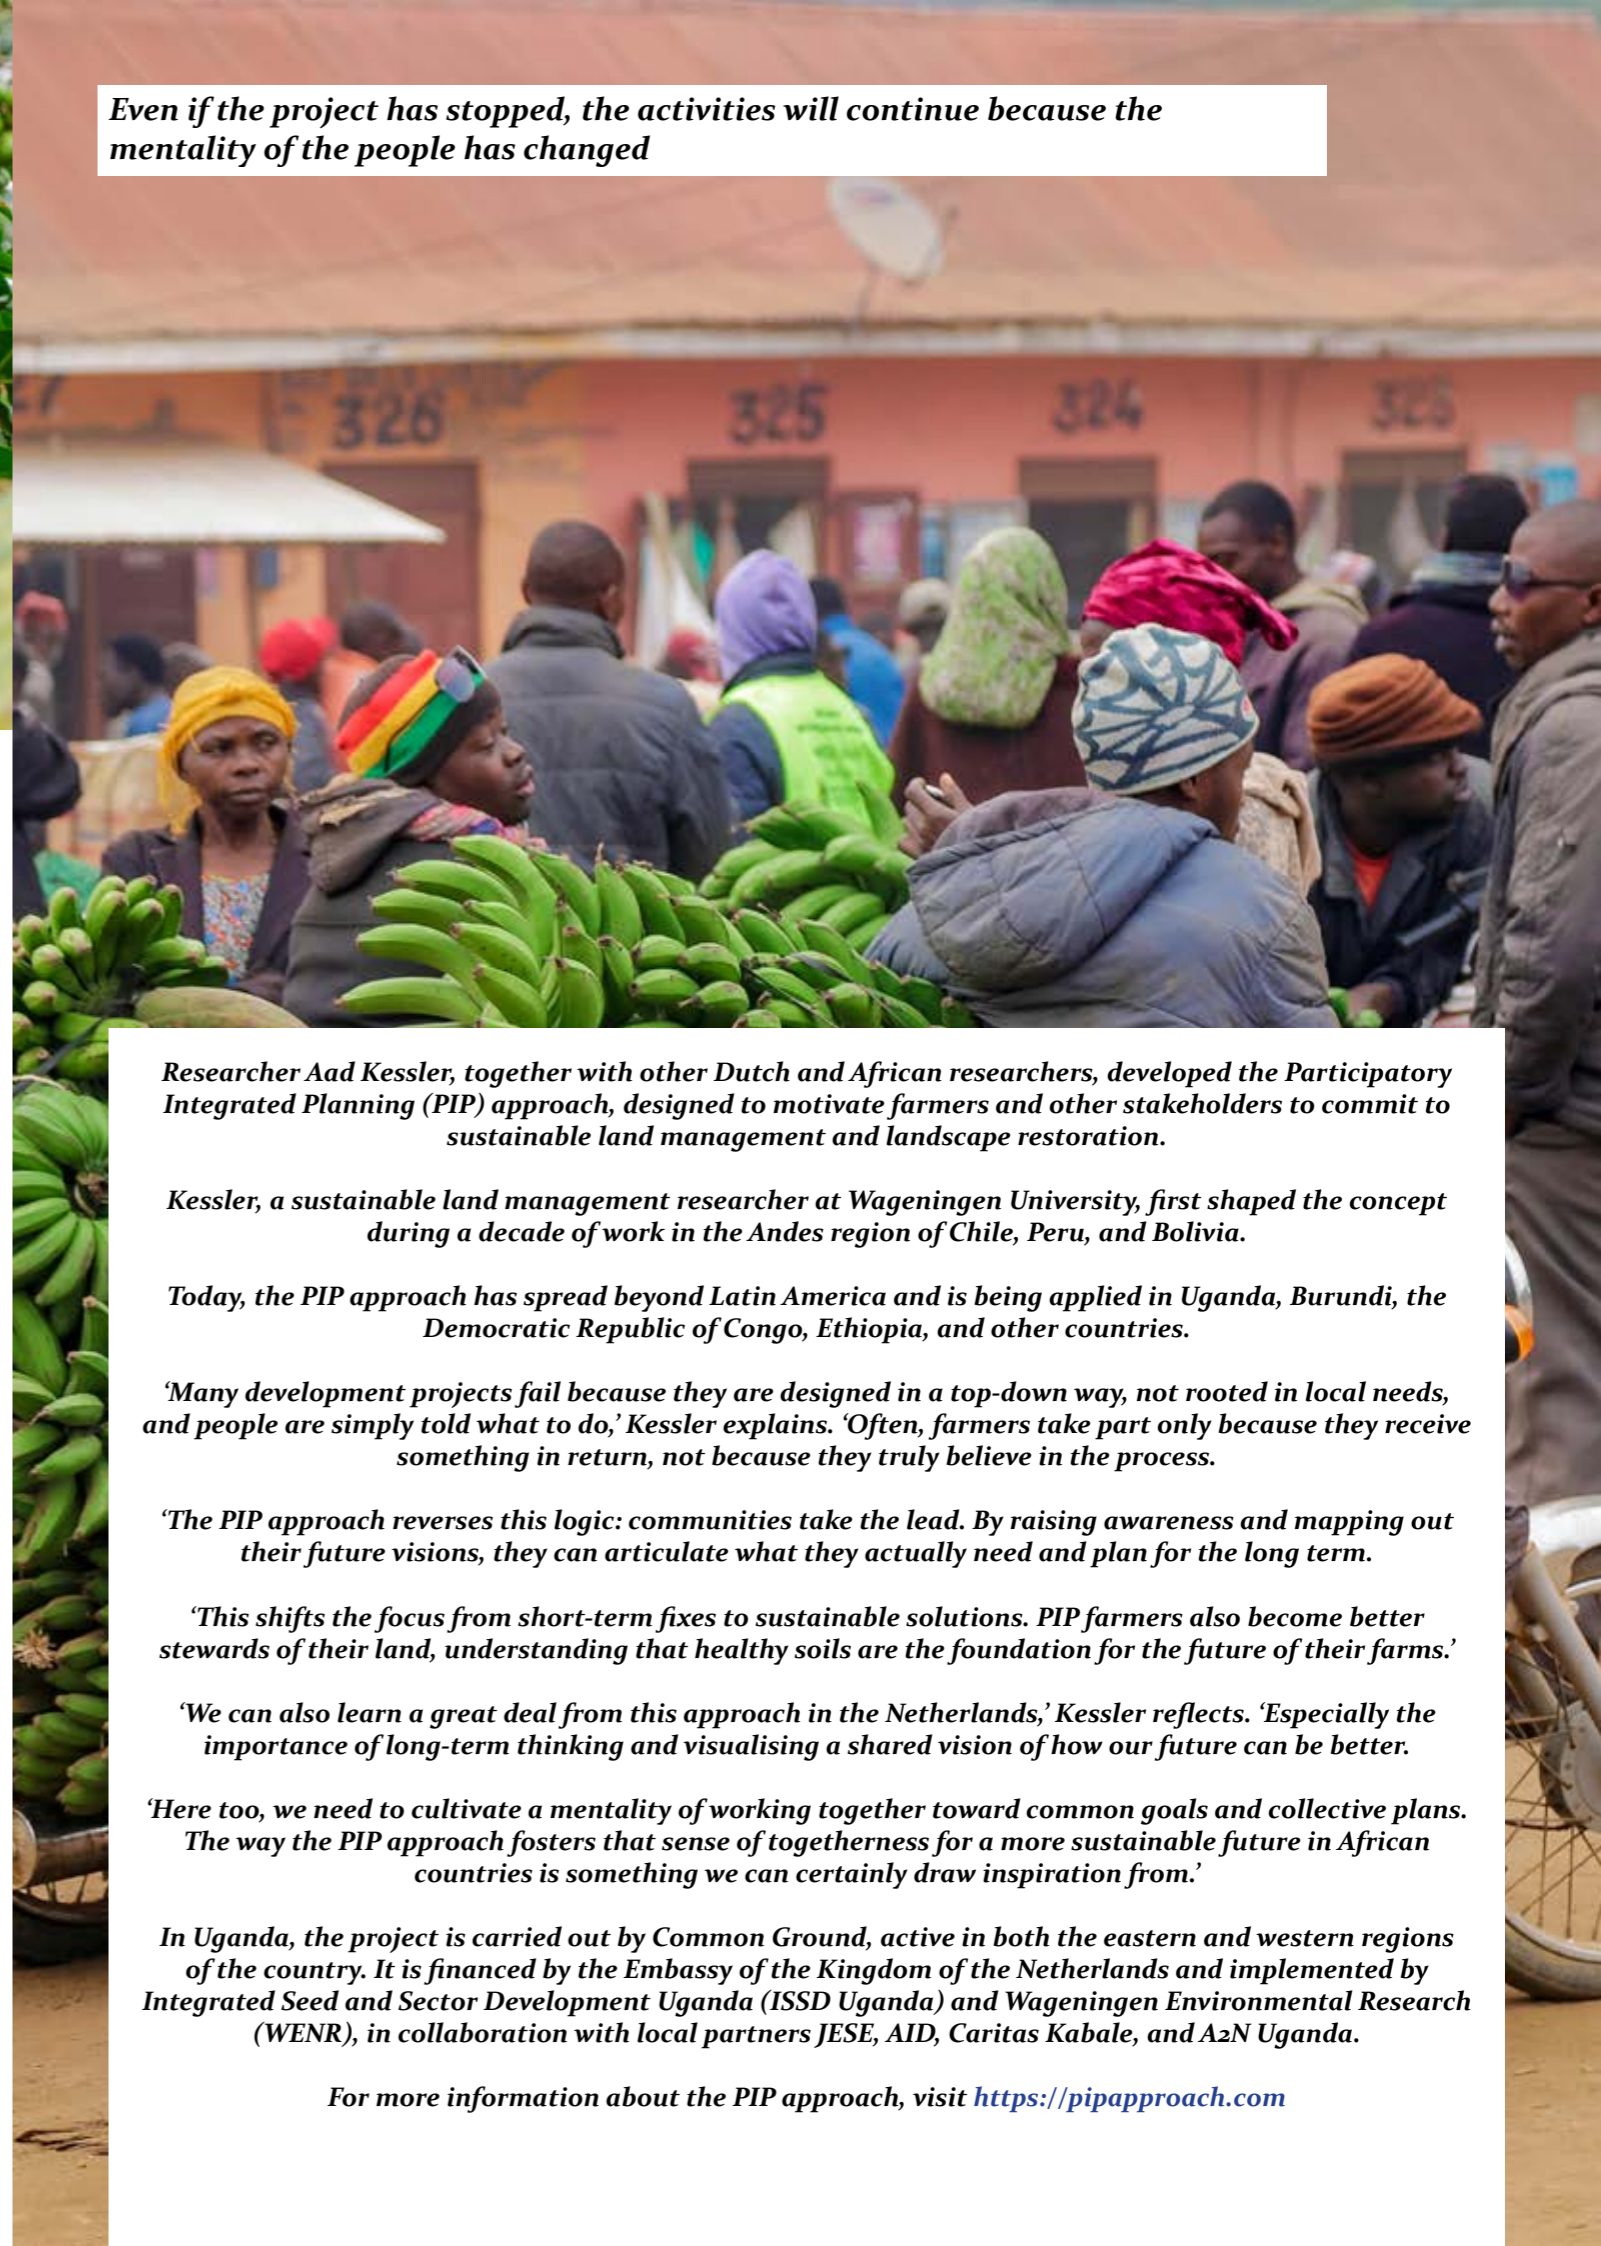 Even if the project has stopped, the activities will continue because the
mentality of the people has changed
326
325
324
Researcher Aad Kessler, together with other Dutch and African researchers, developed the Participatory
Integrated Planning (PIP) approach, designed to motivate farmers and other stakeholders to commit to
sustainable land management and landscape restoration.
Kessler, a sustainable land management researcher at Wageningen University, first shaped the concept
during a decade of work in the Andes region of Chile, Peru, and Bolivia.
Today, the PIP approach has spread beyond Latin America and is being applied in Uganda, Burundi, the
Democratic Republic of Congo, Ethiopia, and other countries.
‘Many development projects fail because they are designed in a top-down way, not rooted in local needs,
and people are simply told what to do,’ Kessler explains. ‘Often, farmers take part only because they receive
something in return, not because they truly believe in the process.
‘The PIP approach reverses this logic: communities take the lead. By raising awareness and mapping out
their future visions, they can articulate what they actually need and plan for the long term.
‘This shifts the focus from short-term fixes to sustainable solutions. PIP farmers also become better
stewards of their land, understanding that healthy soils are the foundation for the future of their farms.’
‘We can also learn a great deal from this approach in the Netherlands,’ Kessler reflects. ‘Especially the
importance of long-term thinking and visualising a shared vision of how our future can be better.
‘Here too, we need to cultivate a mentality of working together toward common goals and collective plans.
The way the PIP approach fosters that sense of togetherness for a more sustainable future in African
countries is something we can certainly draw inspiration from.’
In Uganda, the project is carried out by Common Ground, active in both the eastern and western regions
of the country. It is financed by the Embassy of the Kingdom of the Netherlands and implemented by
Integrated Seed and Sector Development Uganda (ISSD Uganda) and Wageningen Environmental Research
(WENR), in collaboration with local partners JESE, AID, Caritas Kabale, and A2N Uganda.
For more information about the PIP approach, visit https://pipapproach.com